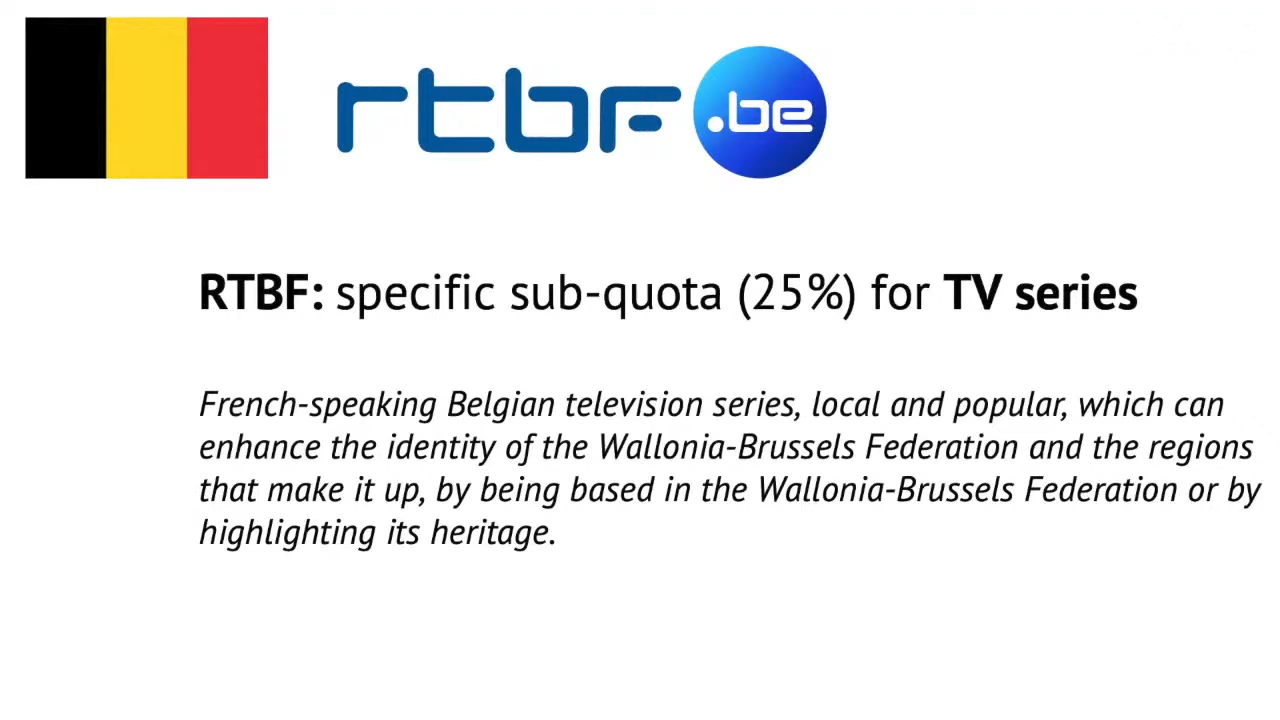 rtbf .be
RTBF: specific sub-quota (25%) for TV series
French-speaking Belgian television series, local and popular, which can
enhance the identity of the Wallonia-Brussels Federation and the regions
that make it up, by being based in the Wallonia-Brussels Federation or by
highlighting its heritage.